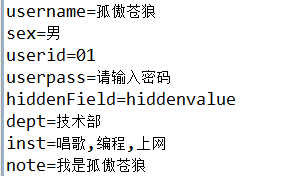 username=孤傲苍狼
sex=男
userid=01
userpass=请输入密码
hiddenField=hiddenvalue
dept=技术部
inst=唱歌,编程,上网
note=我是孤傲苍狼